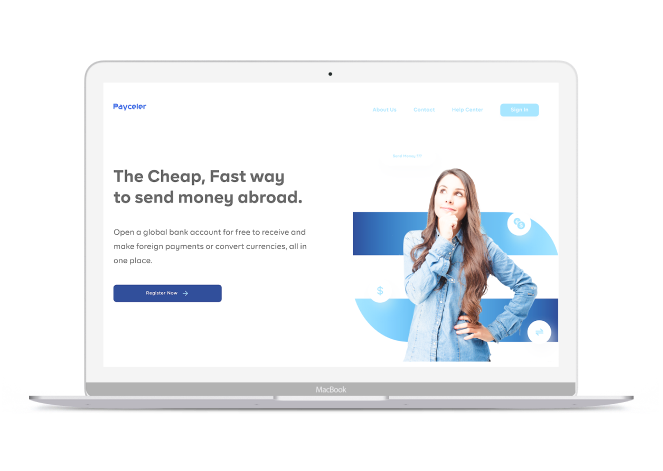 Payceler
About Us
Contact
Help Center
Sign In
The Cheap, Fast way
to send money abroad.
Open a global bank account for free to receive and
make foreign payments or convert currencies, all in
one place.
Register Now
$
MacBook